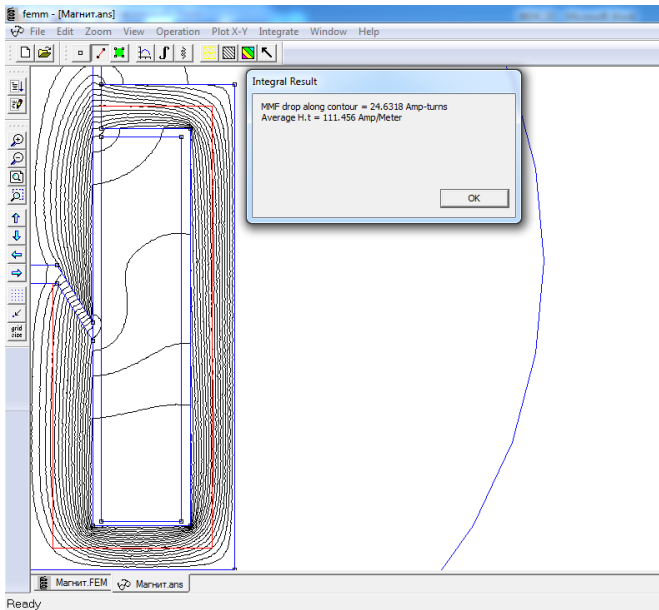 femm - [Магнит.ans]
File Edit Zoom View Operation Plot X-Y Integrate Window Help
Integral Result
MMF drop along contour = 24.6318 Amp-turns
Average H.t = 111.456 Amp/Meter
OK
grid
size
Магнит.FEM Магнит.ans
Ready